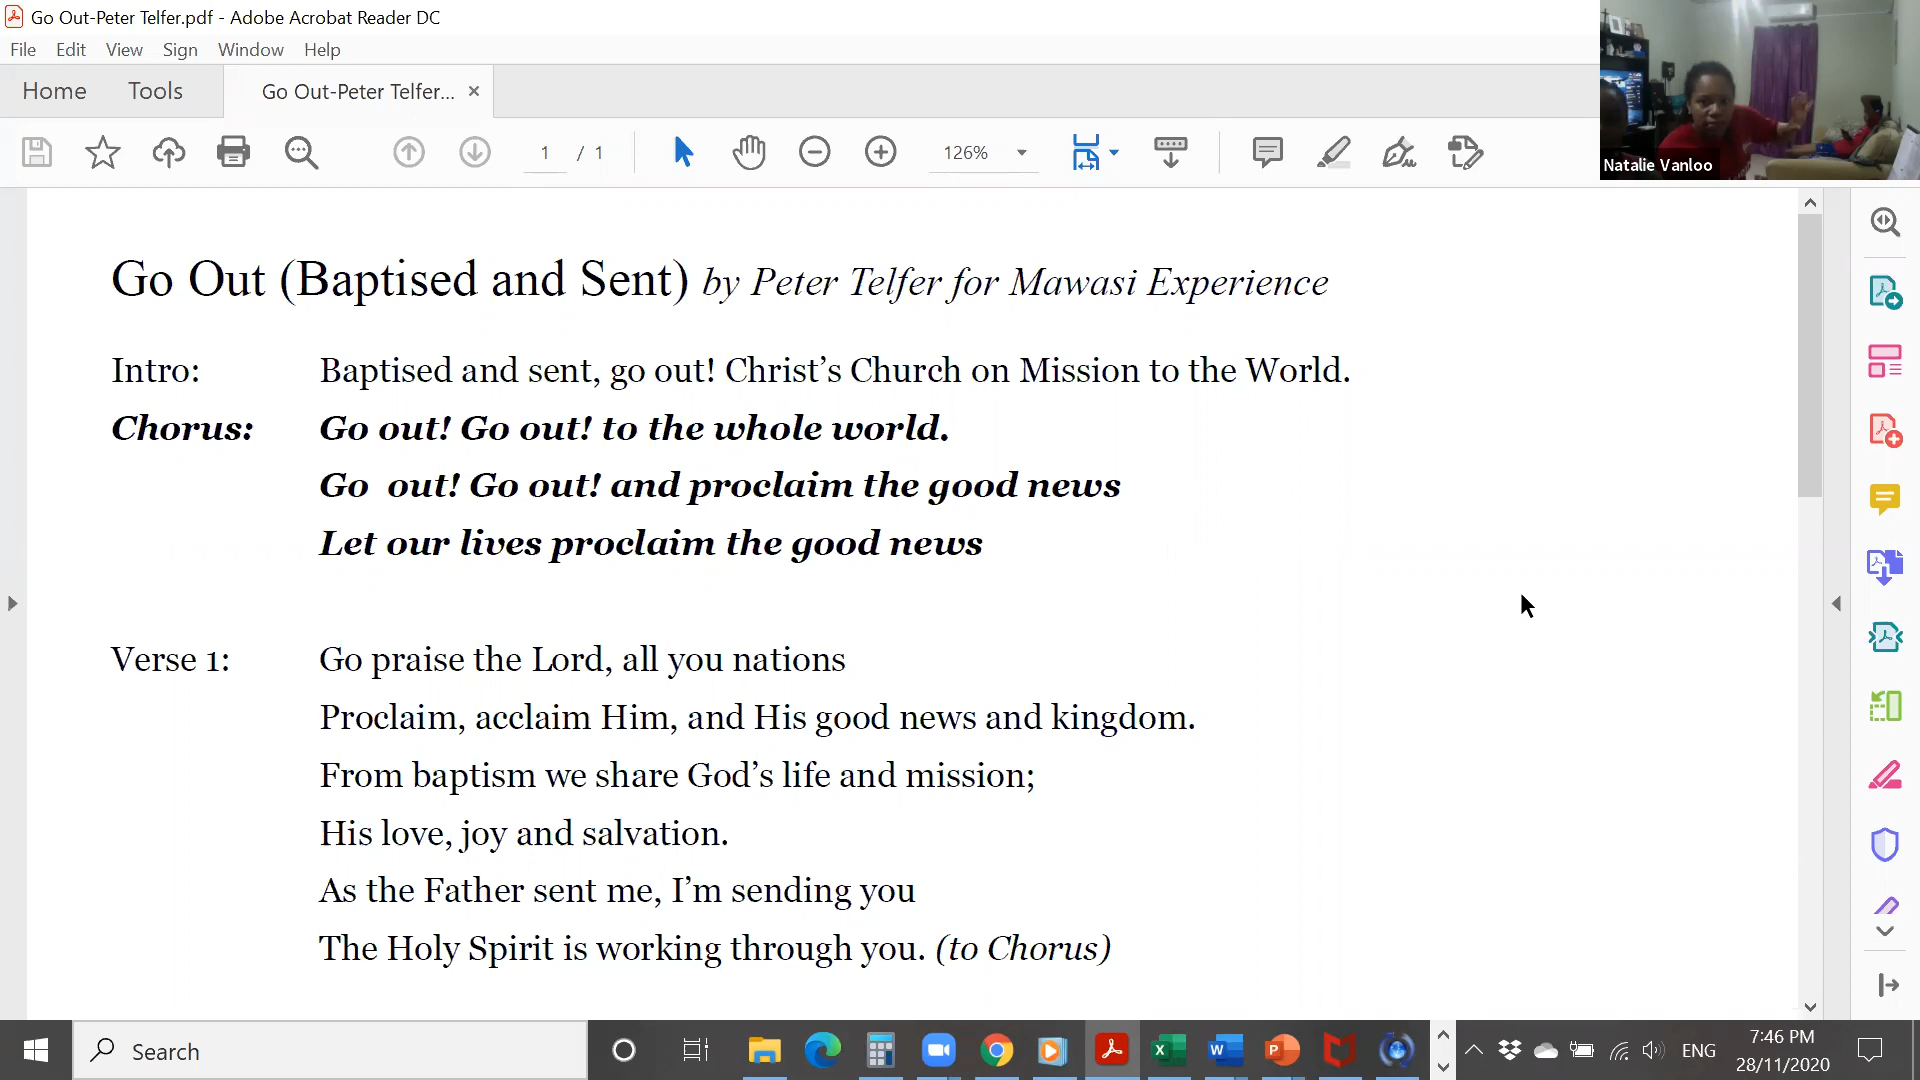 Go Out-Peter Telfer.pdf - Adobe Acrobat Reader DC
File Edit View Sign Window Help
Home Tools Go Out-Peter Telfer... ×
1 / 1 126%
Natalie Vanloo
Go Out (Baptised and Sent) by Peter Telfer for Mawasi Experience
Intro: Baptised and sent, go out! Christ’s Church on Mission to the World.
Chorus: Go out! Go out! to the whole world.
Go out! Go out! and proclaim the good news
Let our lives proclaim the good news
Verse 1: Go praise the Lord, all you nations
Proclaim, acclaim Him, and His good news and kingdom.
From baptism we share God’s life and mission;
His love, joy and salvation.
As the Father sent me, I’m sending you
The Holy Spirit is working through you. (to Chorus)
Search
ENG
7:46 PM
28/11/2020